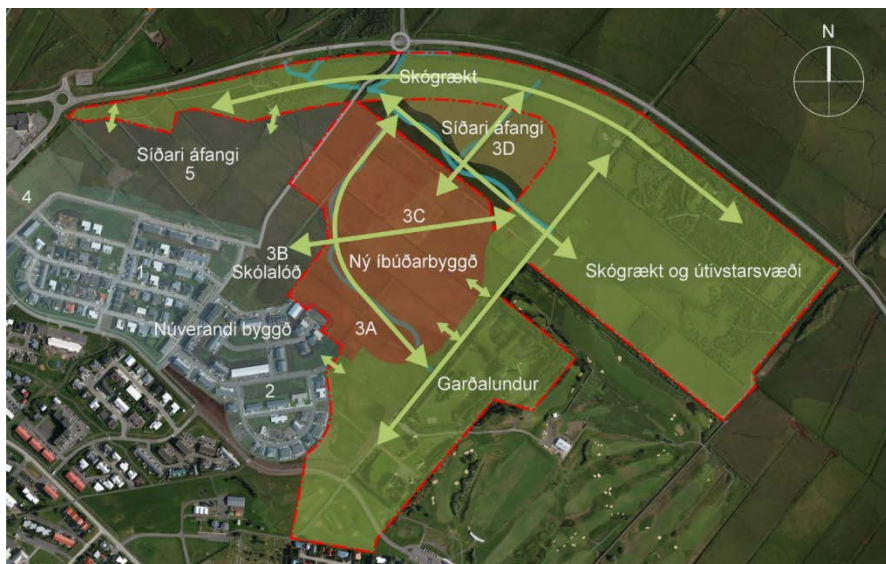 N
Skógrækt
Síðari áfangi
3D
Síðari áfangi
5
4
3C
3B
Skólalóð
Ný íbúðarbyggð
Skógrækt og útivstarsvæði
1
Núverandi byggð
3A
Garðalundur
2